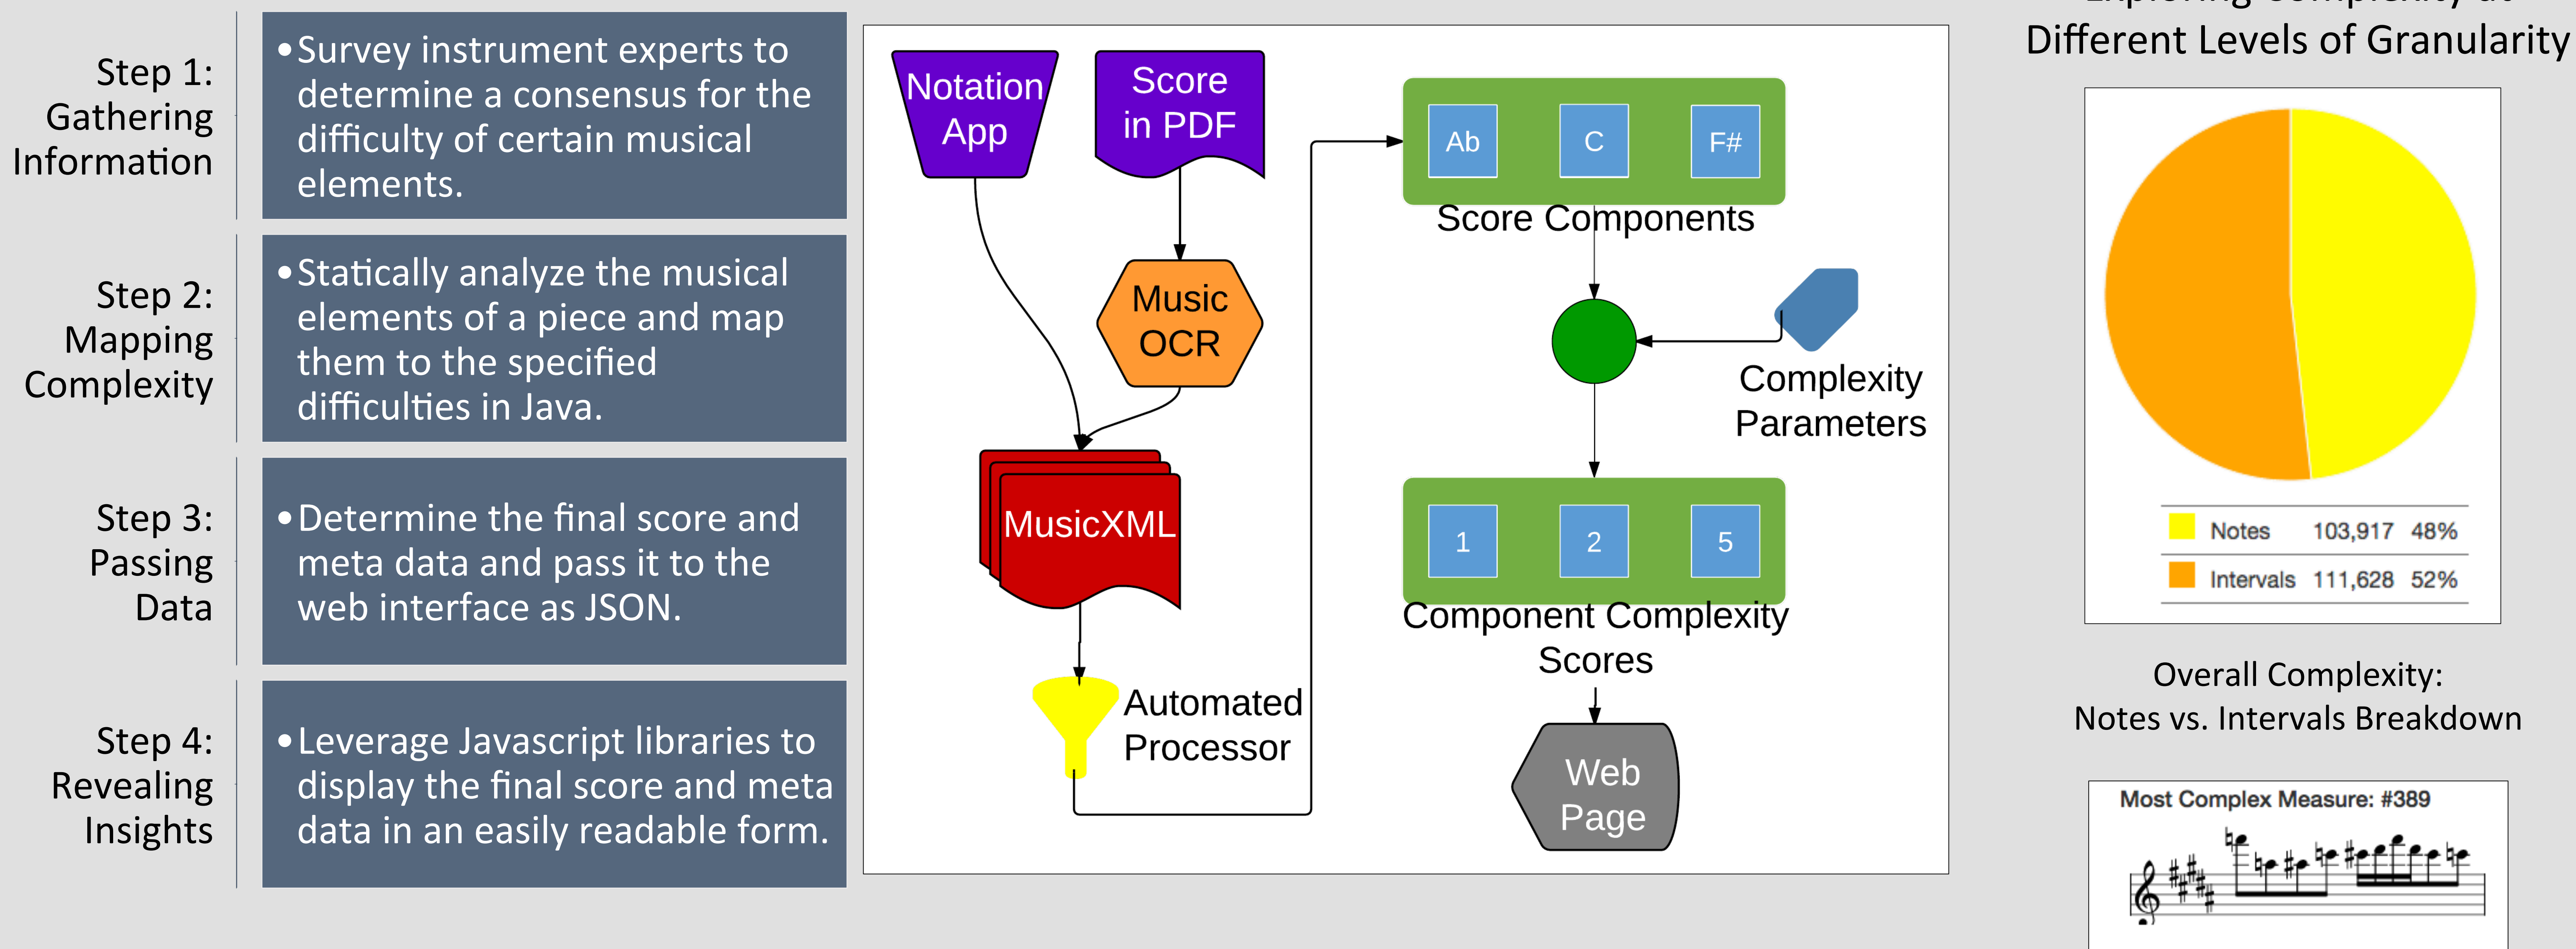 Step 1:
Gathering
Information
•Survey instrument experts to
determine a consensus for the
difficulty of certain musical
elements.
Step 2:
Mapping
Complexity
•Statically analyze the musical
elements of a piece and map
them to the specified
difficulties in Java.
Step 3:
Passing
Data
•Determine the final score and
meta data and pass it to the
web interface as JSON.
Step 4:
Revealing
Insights
•Leverage Javascript libraries to
display the final score and meta
data in an easily readable form.
Notation
App
Score
in PDF
Music
OCR
MusicXML
Automated
Processor
Ab C F#
Score Components
Complexity
Parameters
1 2 5
Component Complexity
Scores
Web
Page
Exploring Complexity at
Different Levels of Granularity
Notes 103,917 48%
Intervals 111,628 52%
Overall Complexity:
Notes vs. Intervals Breakdown
Most Complex Measure: #389